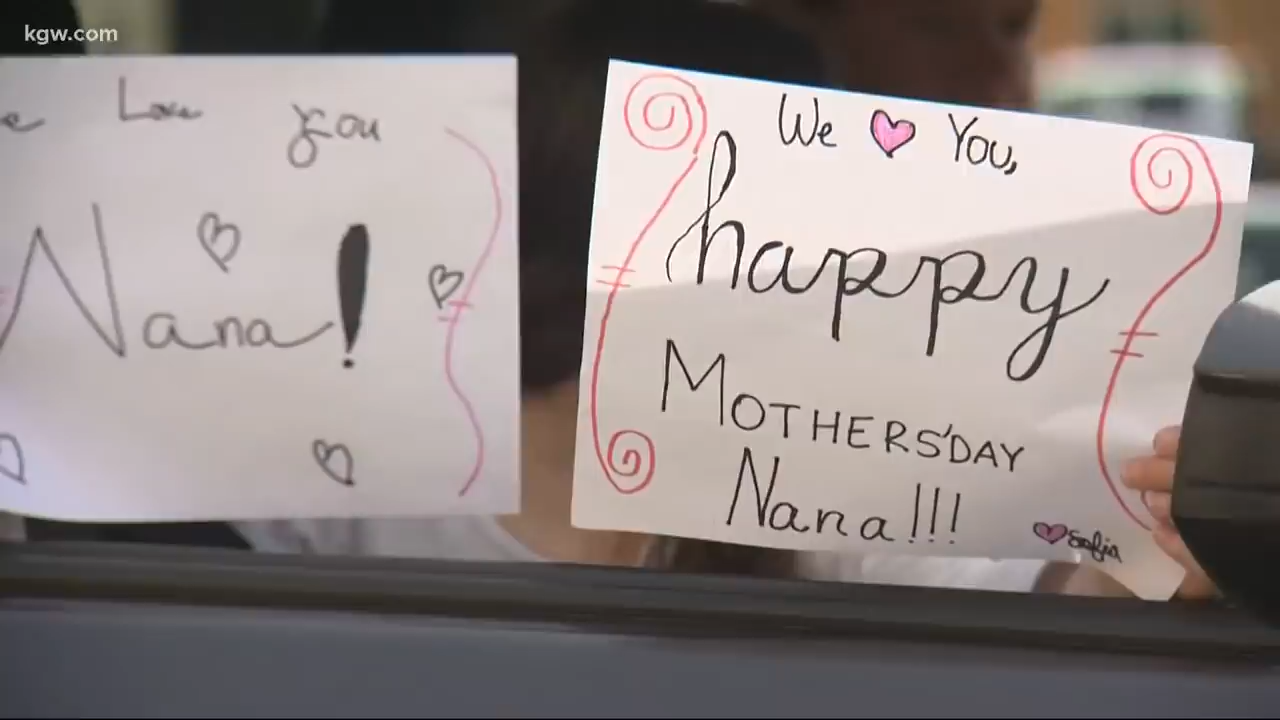 kgw.com
Love you
Nana!
We ♥ You,
happy
MOTHERS'DAY
Nana!!!
♥Sofia